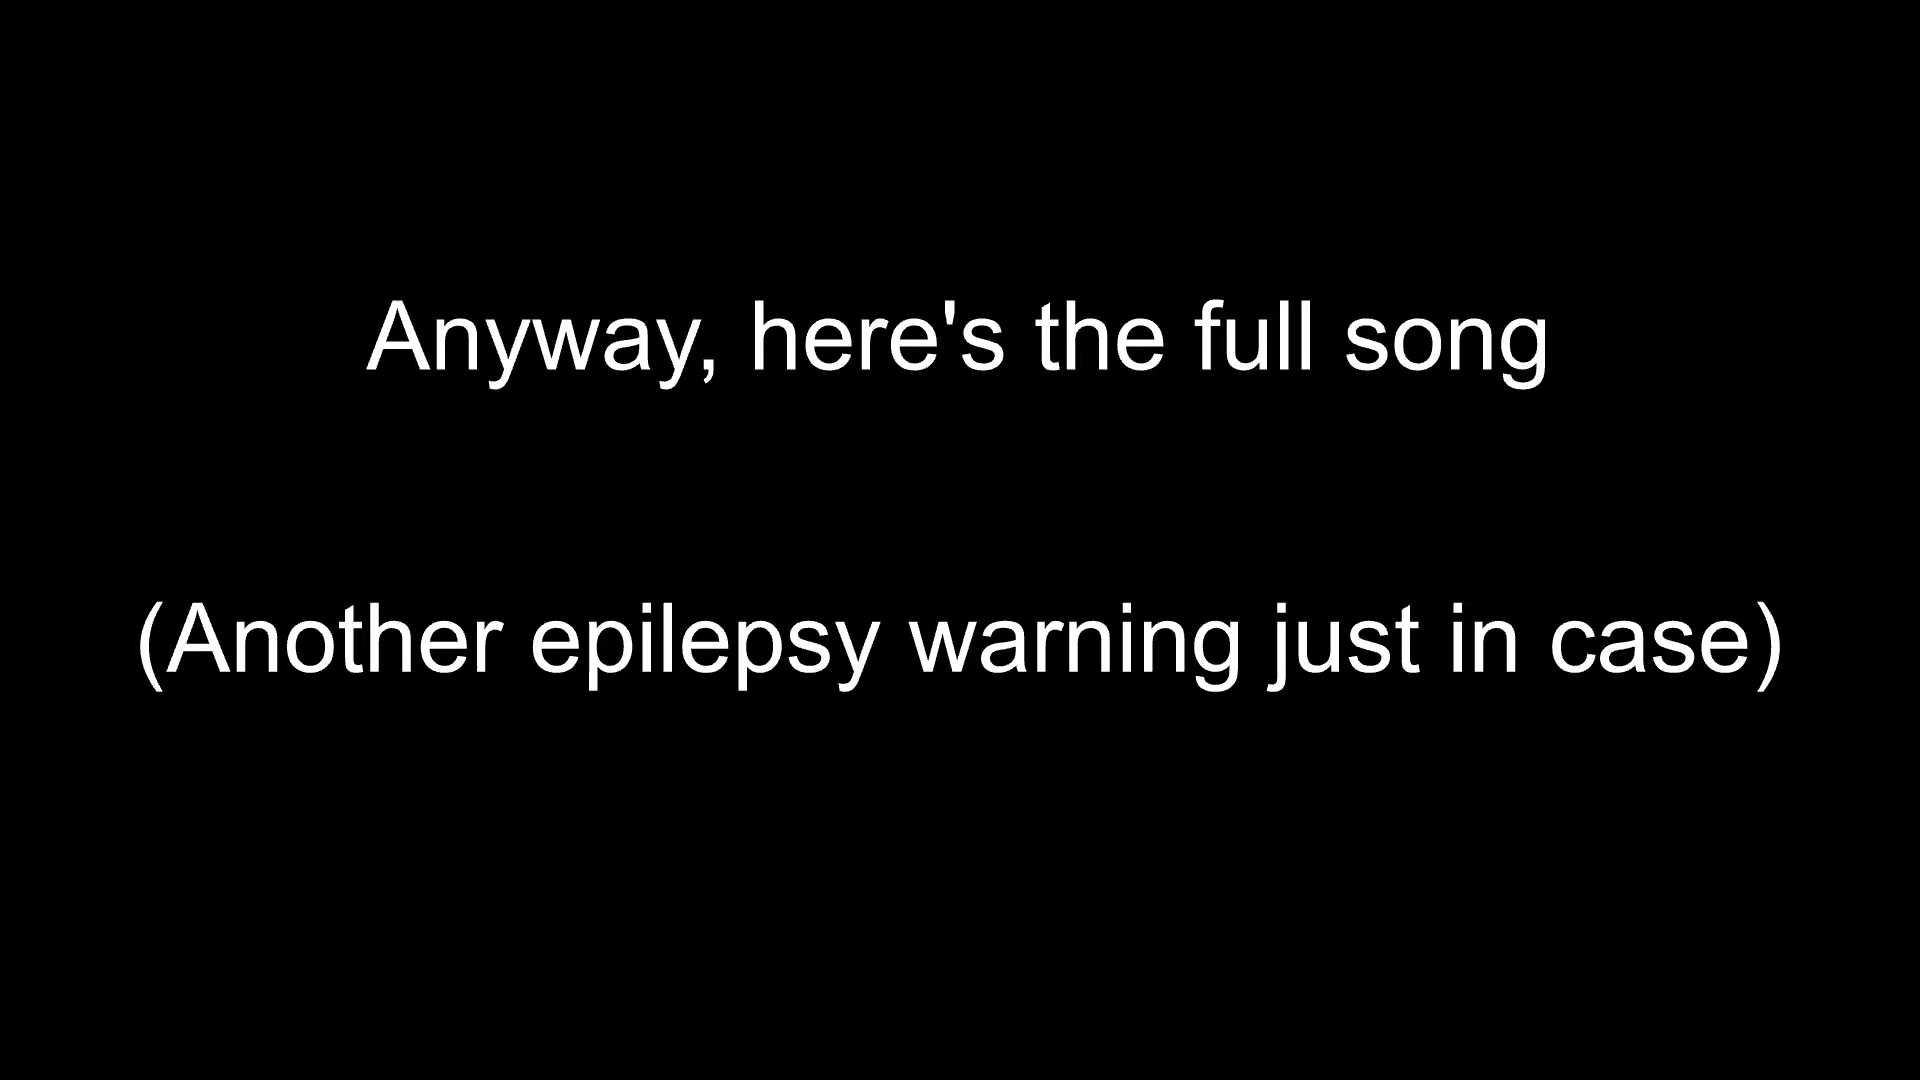 Anyway, here's the full song
(Another epilepsy warning just in case)